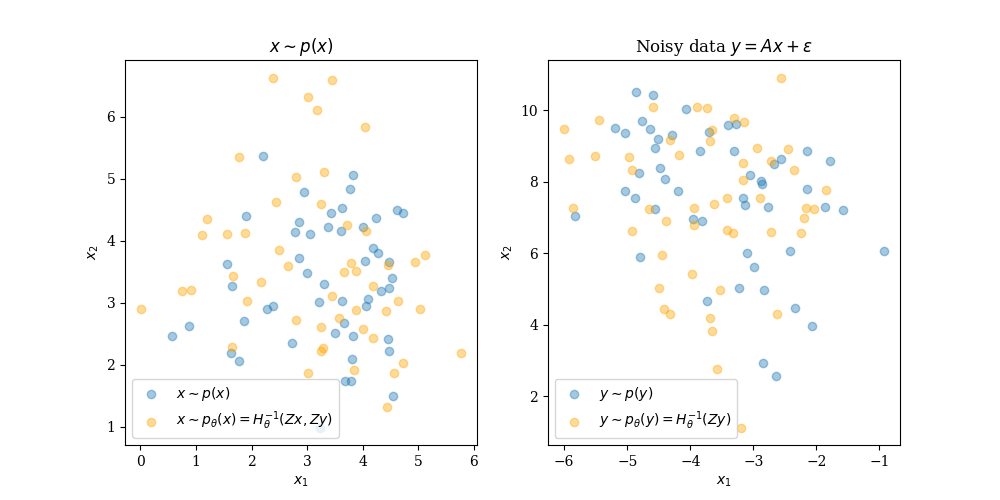 x ∼ p(x)
x₂
6
5
4
3
2
1
x ∼ p(x)
x ∼ p_θ(x) = H_θ⁻¹(Zx, Zy)
0 1 2 3 4 5 6
x₁
Noisy data y = Ax + ε
x₂
10
8
6
4
2
y ∼ p(y)
y ∼ p_θ(y) = H_θ⁻¹(Zy)
−6 −5 −4 −3 −2 −1
x₁